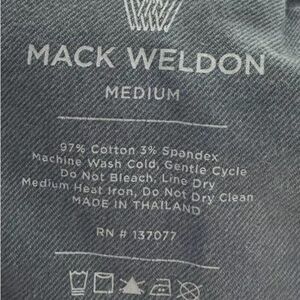 MACK WELDON
MEDIUM
97% Cotton 3% Spandex
Machine Wash Cold, Gentle Cycle
Do Not Bleach, Line Dry
Medium Heat Iron, Do Not Dry Clean
MADE IN THAILAND
RN # 137077